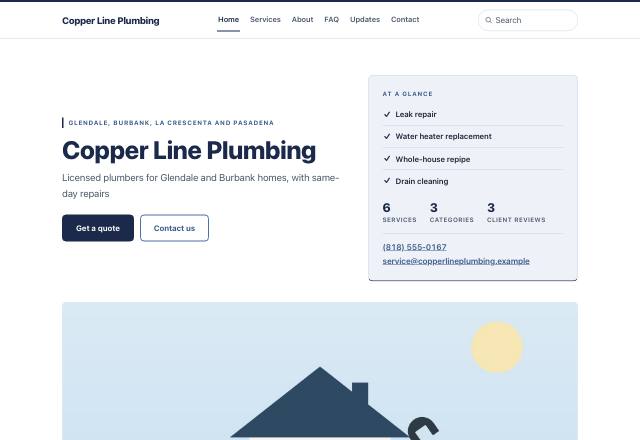 Copper Line Plumbing
Home Services About FAQ Updates Contact
Search
GLENDALE, BURBANK, LA CRESCENTA AND PASADENA
Copper Line Plumbing
Licensed plumbers for Glendale and Burbank homes, with same-
day repairs
Get a quote
Contact us
AT A GLANCE
Leak repair
Water heater replacement
Whole-house repipe
Drain cleaning
6 3 3
SERVICES CATEGORIES CLIENT REVIEWS
(818) 555-0167
service@copperlineplumbing.example